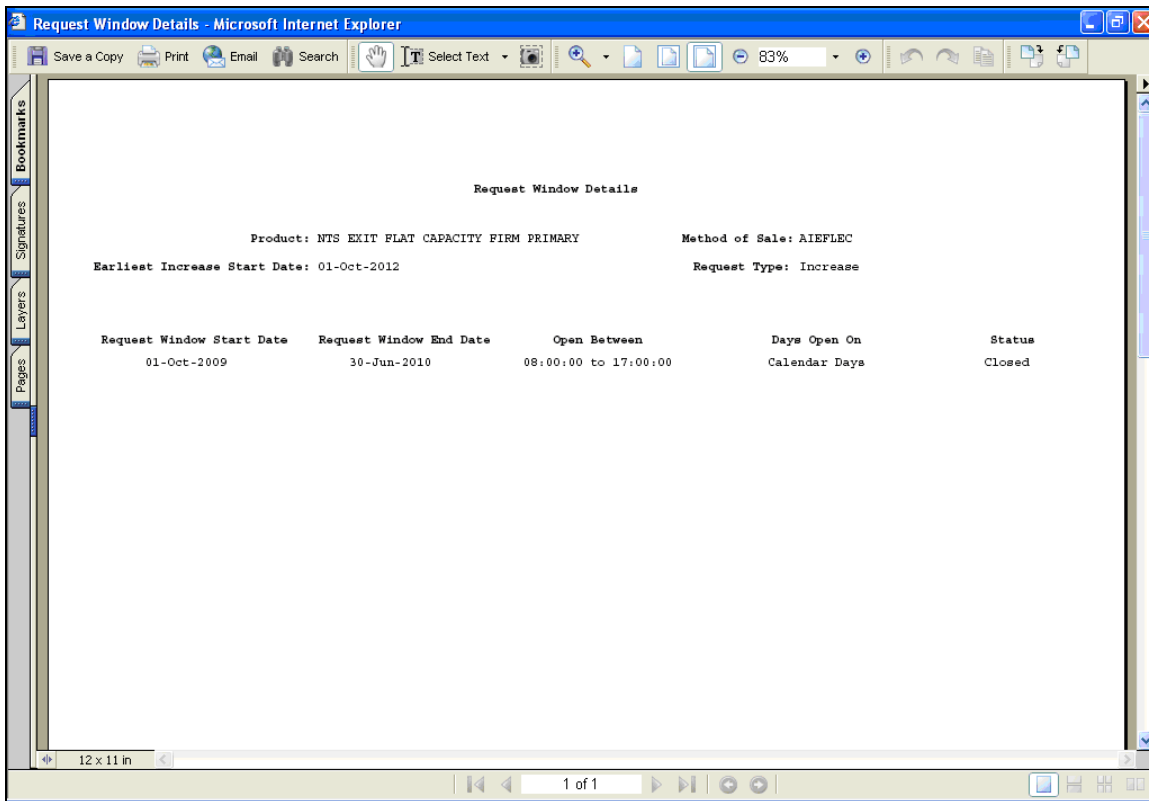 Request Window Details - Microsoft Internet Explorer
Save a Copy Print Email Search Select Text 83%
Bookmarks
Signatures
Layers
Pages
Request Window Details
Product: NTS EXIT FLAT CAPACITY FIRM PRIMARY Method of Sale: AIEFLEC
Earliest Increase Start Date: 01-Oct-2012 Request Type: Increase
Request Window Start Date Request Window End Date Open Between Days Open On Status
01-Oct-2009 30-Jun-2010 08:00:00 to 17:00:00 Calendar Days Closed
12 x 11 in
1 of 1